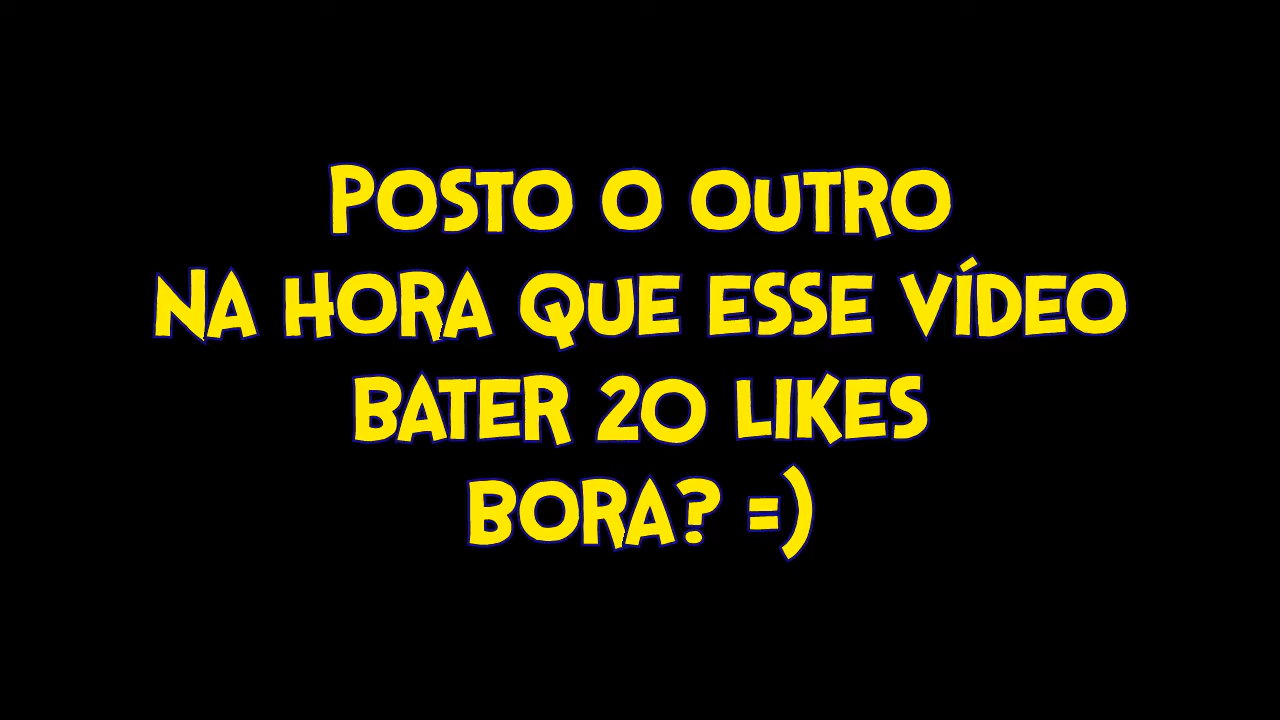 POSTO O OUTRO
NA HORA QUE ESSE VÍDEO
BATER 20 LIKES
BORA? =)